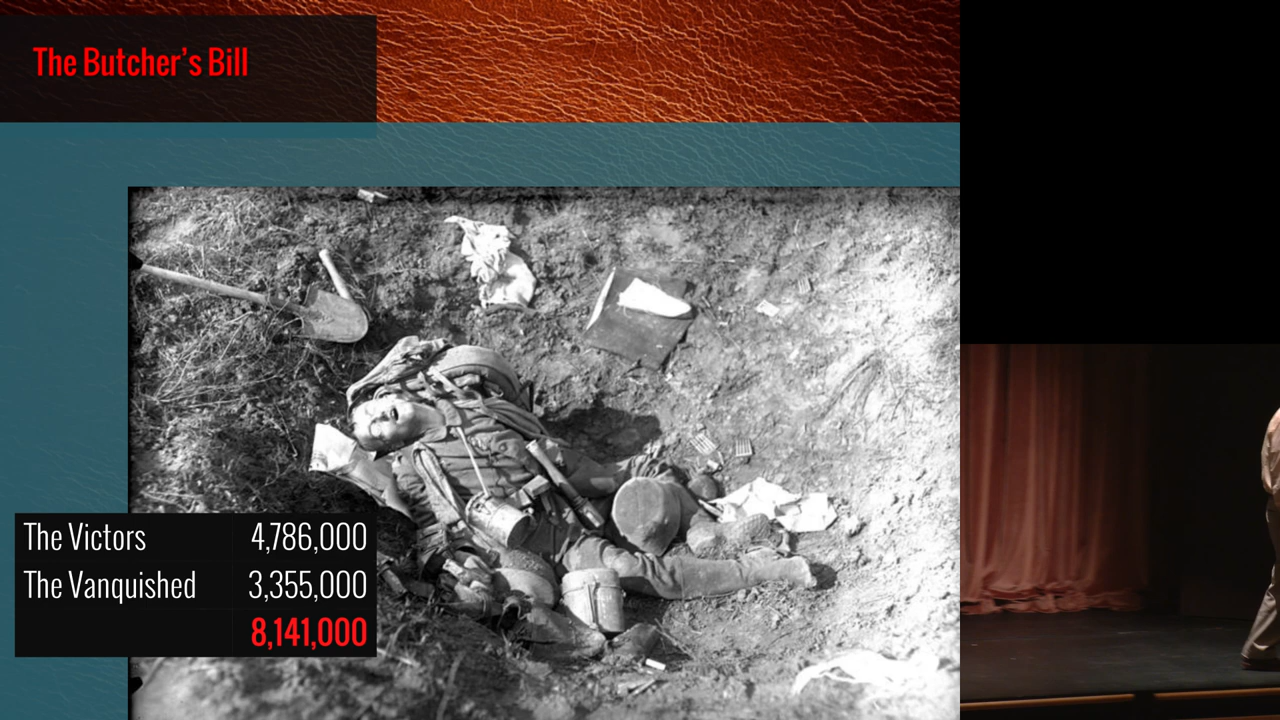 The Butcher's Bill
The Victors 4,786,000
The Vanquished 3,355,000
8,141,000